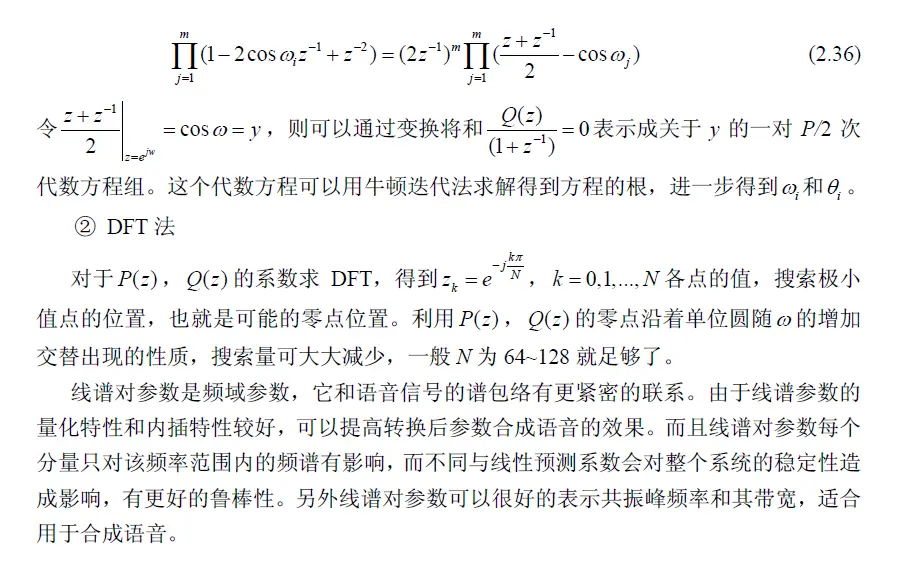 ∏_{j=1}^{m}(1−2cos ω_i z^{−1} + z^{−2}) = (2z^{−1})^m ∏_{j=1}^{m}(\frac{z+z^{−1}}{2} − cos ω_j) (2.36)
令 \frac{z+z^{−1}}{2}|_{z=e^{jw}} = cos ω = y，则可以通过变换将和 \frac{Q(z)}{(1+z^{−1})} = 0 表示成关于 y 的一对 P/2 次
代数方程组。这个代数方程可以用牛顿迭代法求解得到方程的根，进一步得到 ω_i 和 θ_i 。
② DFT 法
对于 P(z)，Q(z) 的系数求 DFT，得到 z_k = e^{−j\frac{kπ}{N}}，k = 0,1,...,N 各点的值，搜索极小
值点的位置，也就是可能的零点位置。利用 P(z)，Q(z) 的零点沿着单位圆随 ω 的增加
交替出现的性质，搜索量可大大减少，一般 N 为 64~128 就足够了。
线谱对参数是频域参数，它和语音信号的谱包络有更紧密的联系。由于线谱参数的
量化特性和内插特性较好，可以提高转换后参数合成语音的效果。而且线谱对参数每个
分量只对该频率范围内的频谱有影响，而不同与线性预测系数会对整个系统的稳定性造
成影响，有更好的鲁棒性。另外线谱对参数可以很好的表示共振峰频率和其带宽，适合
用于合成语音。